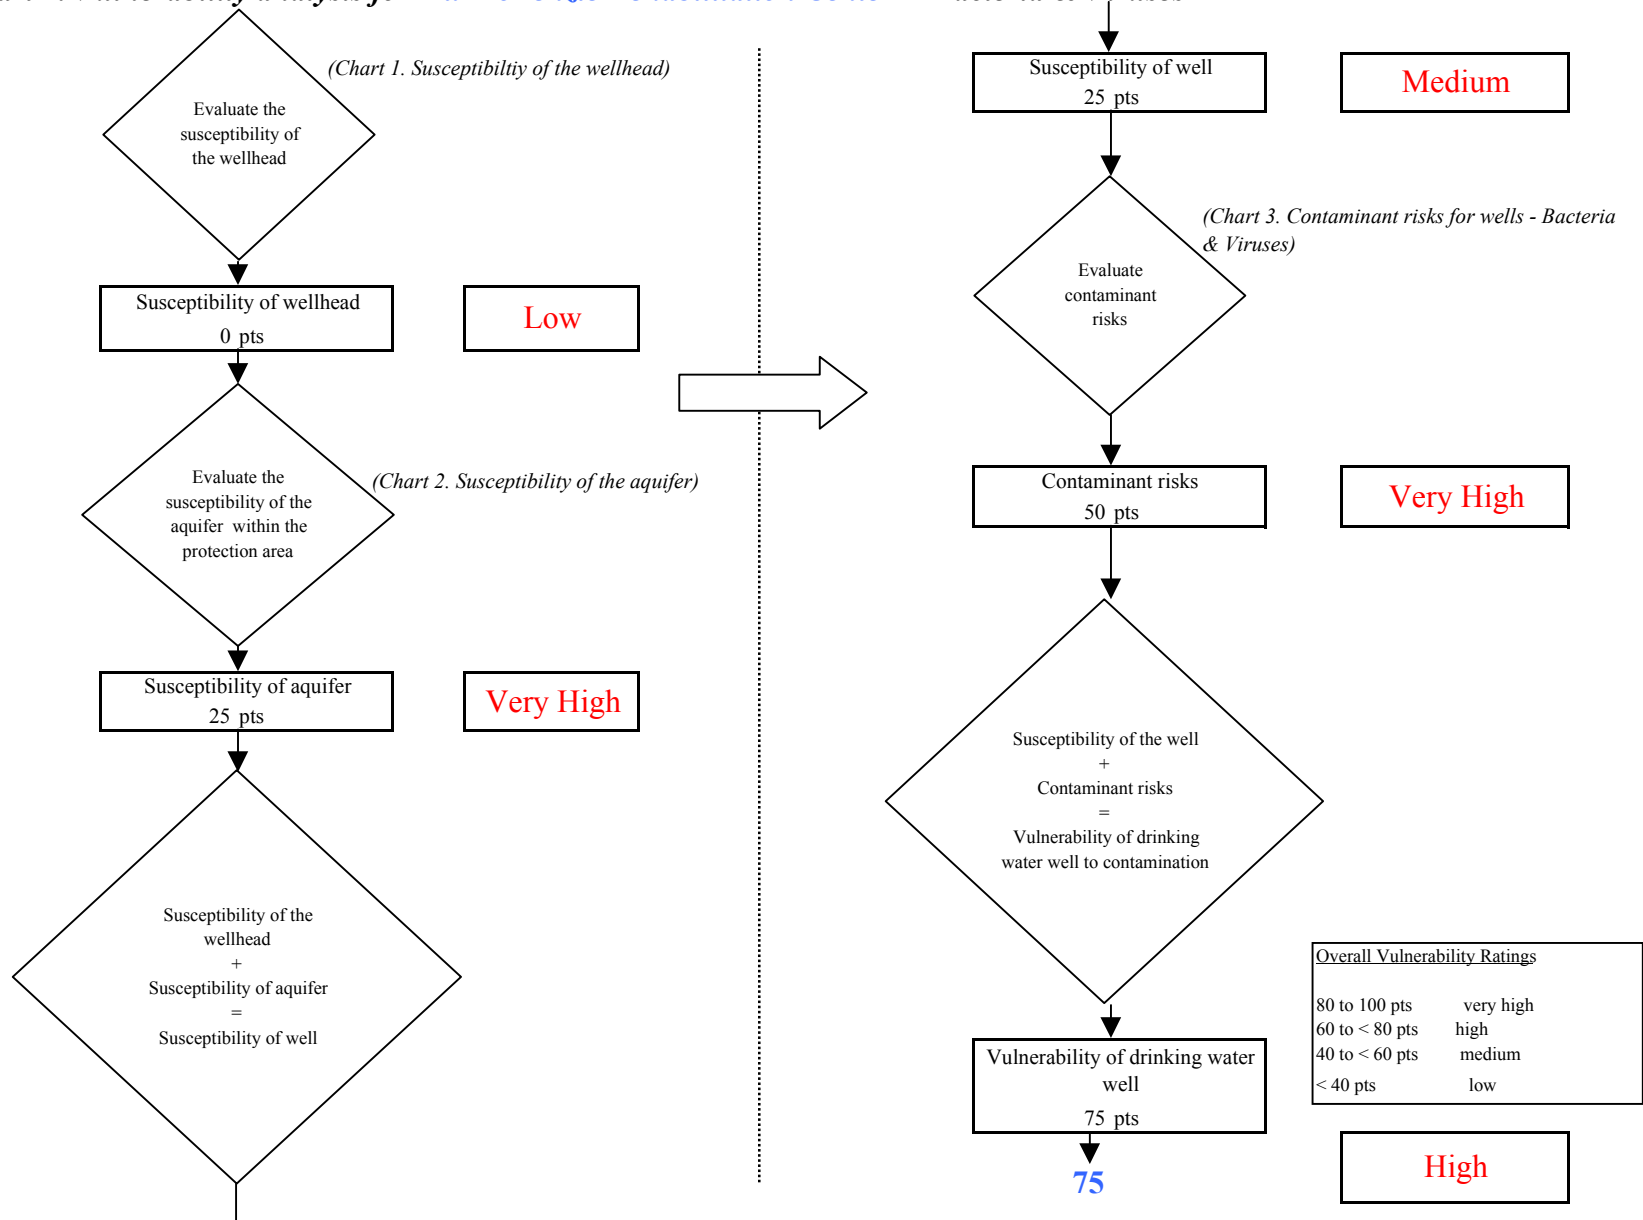 (Chart 1. Susceptibiltiy of the wellhead)
Evaluate the
susceptibility of
the wellhead
Susceptibility of wellhead
0 pts
Low
Evaluate the
susceptibility of the
aquifer within the
protection area
(Chart 2. Susceptibility of the aquifer)
Susceptibility of aquifer
25 pts
Very High
Susceptibility of the
wellhead
+
Susceptibility of aquifer
=
Susceptibility of well
Susceptibility of well
25 pts
Medium
(Chart 3. Contaminant risks for wells - Bacteria
& Viruses)
Evaluate
contaminant
risks
Contaminant risks
50 pts
Very High
Susceptibility of the well
+
Contaminant risks
=
Vulnerability of drinking
water well to contamination
Overall Vulnerability Ratings
80 to 100 pts very high
60 to < 80 pts high
40 to < 60 pts medium
< 40 pts low
Vulnerability of drinking water
well
75 pts
75
High